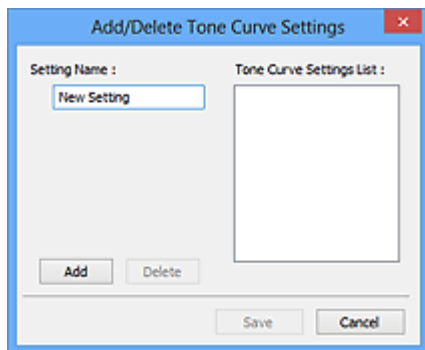 Add/Delete Tone Curve Settings
Setting Name :
Tone Curve Settings List :
New Setting
Add
Delete
Save
Cancel